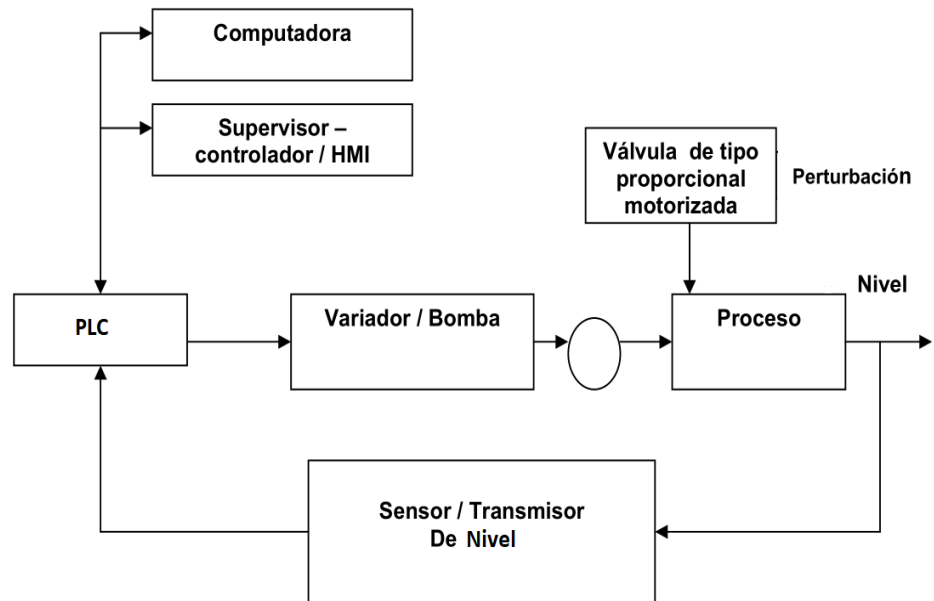 Computadora
Supervisor –
controlador / HMI
Válvula de tipo
proporcional
motorizada
Perturbación
Nivel
PLC
Variador / Bomba
Proceso
Sensor / Transmisor
De Nivel